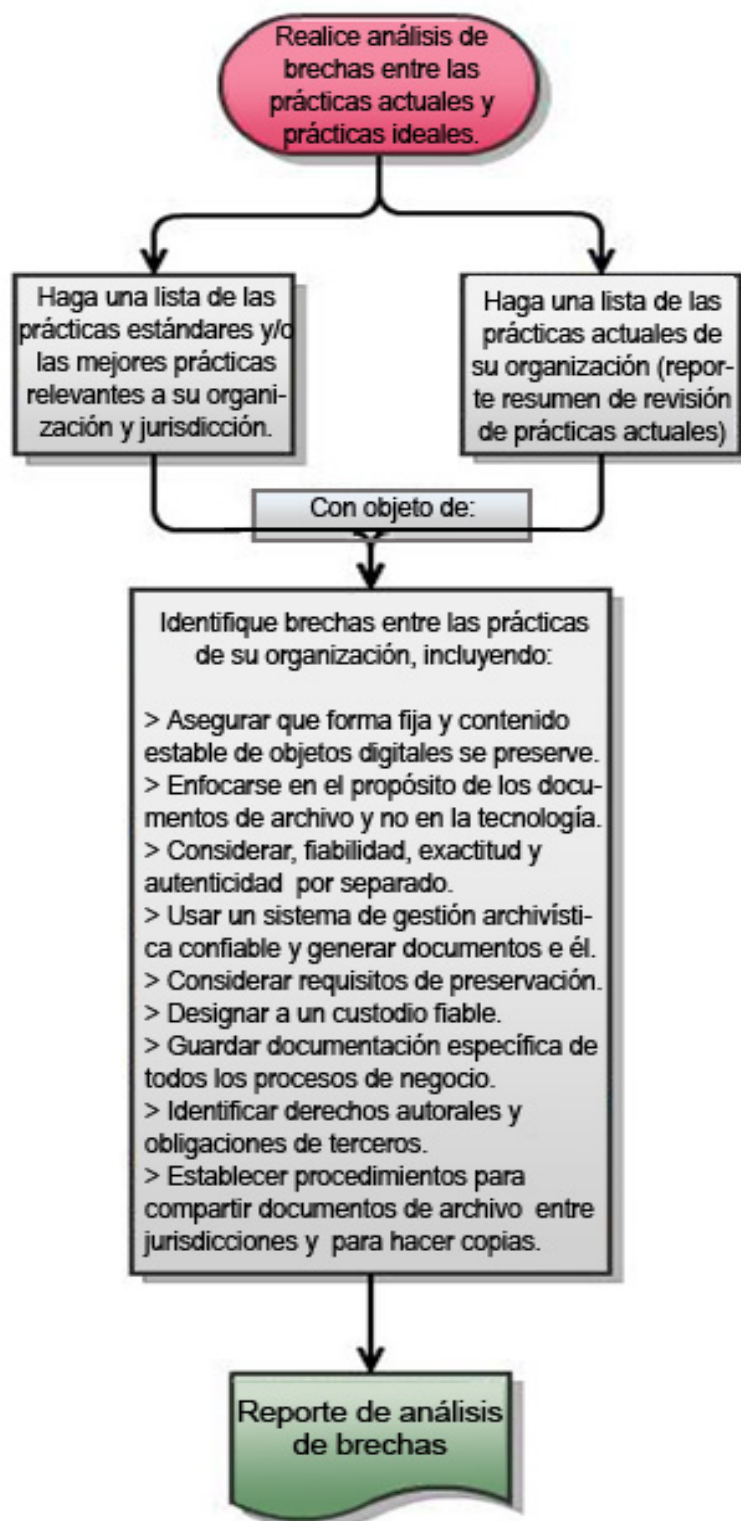 Realice análisis de
brechas entre las
prácticas actuales y
prácticas ideales.
Haga una lista de las
prácticas estándares y/o
las mejores prácticas
relevantes a su organi-
zación y jurisdicción.
Haga una lista de las
prácticas actuales de
su organización (repor-
te resumen de revisión
de prácticas actuales)
Con objeto de:
Identifique brechas entre las prácticas
de su organización, incluyendo:
> Asegurar que forma fija y contenido
estable de objetos digitales se preserve.
> Enfocarse en el propósito de los docu-
mentos de archivo y no en la tecnología.
> Considerar, fiabilidad, exactitud y
autenticidad por separado.
> Usar un sistema de gestión archivísti-
ca confiable y generar documentos e él.
> Considerar requisitos de preservación.
> Designar a un custodio fiable.
> Guardar documentación específica de
todos los procesos de negocio.
> Identificar derechos autorales y
obligaciones de terceros.
> Establecer procedimientos para
compartir documentos de archivo entre
jurisdicciones y para hacer copias.
Reporte de análisis
de brechas